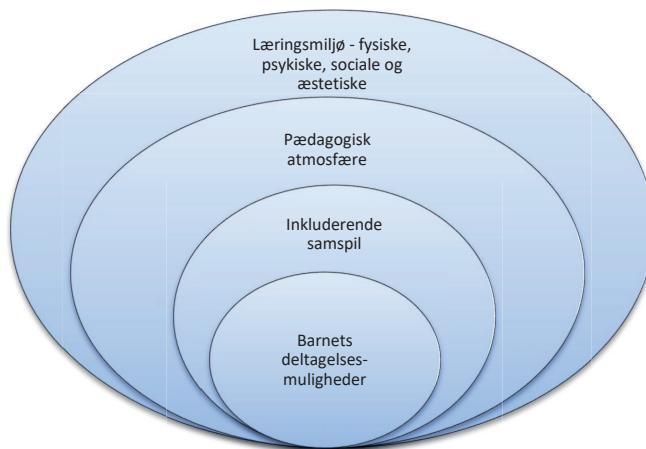 Læringsmiljø - fysiske,
psykiske, sociale og
æstetiske
Pædagogisk
atmosfære
Inkluderende
samspil
Barnets
deltagelses-
muligheder